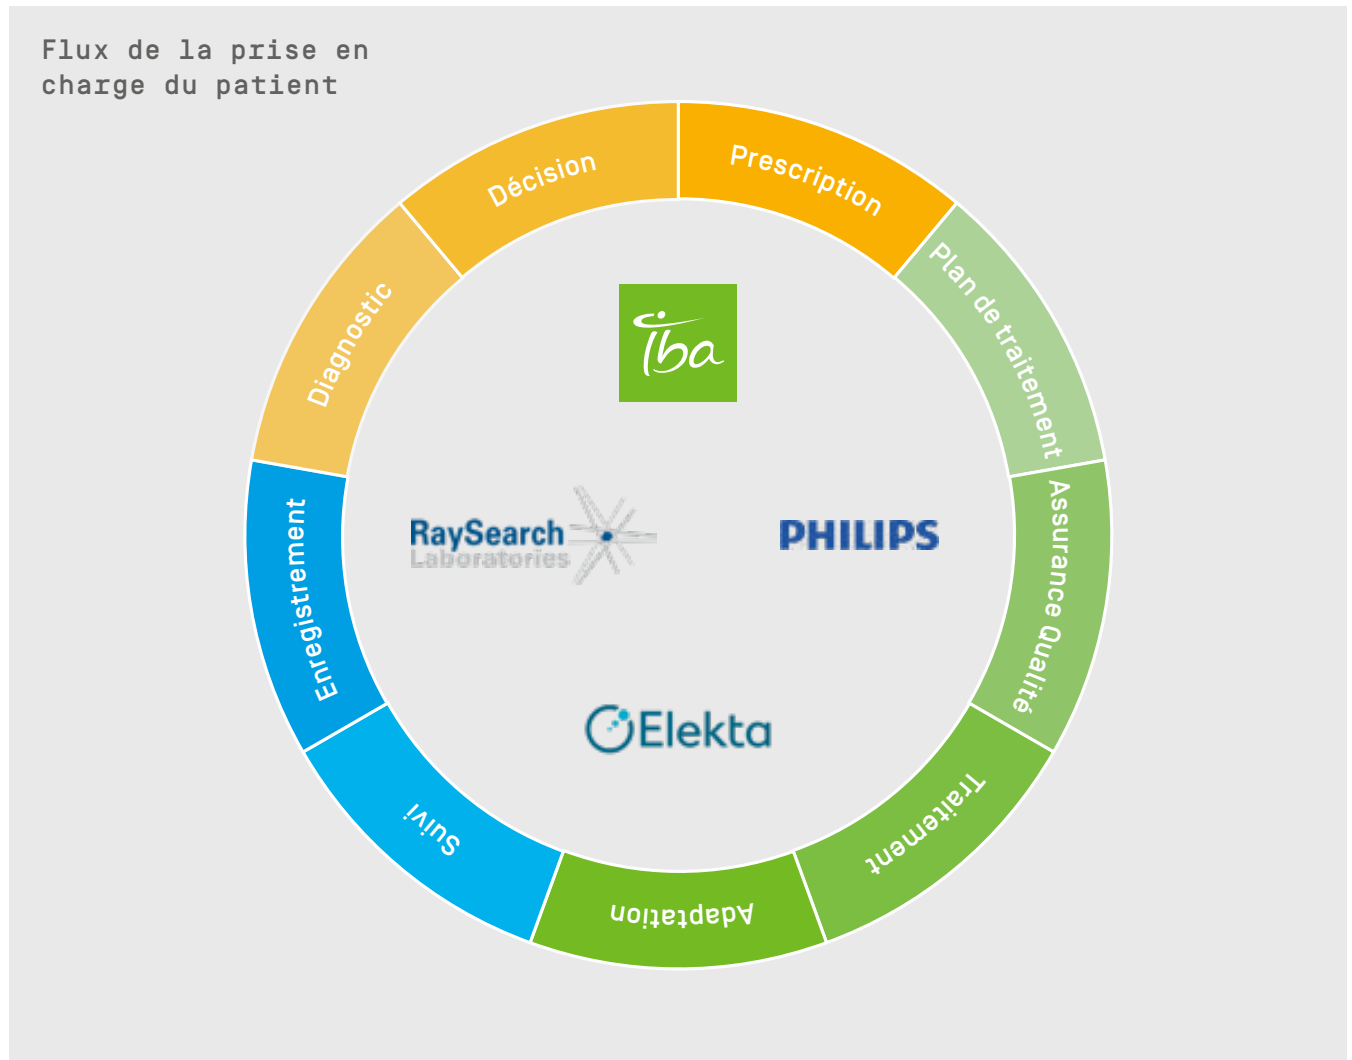 Flux de la prise en
charge du patient
Décision
Prescription
Plan de traitement
Assurance Qualité
Traitement
Adaptation
Suivi
Enregistrement
Diagnostic
iba
RaySearch
Laboratories
PHILIPS
Elekta